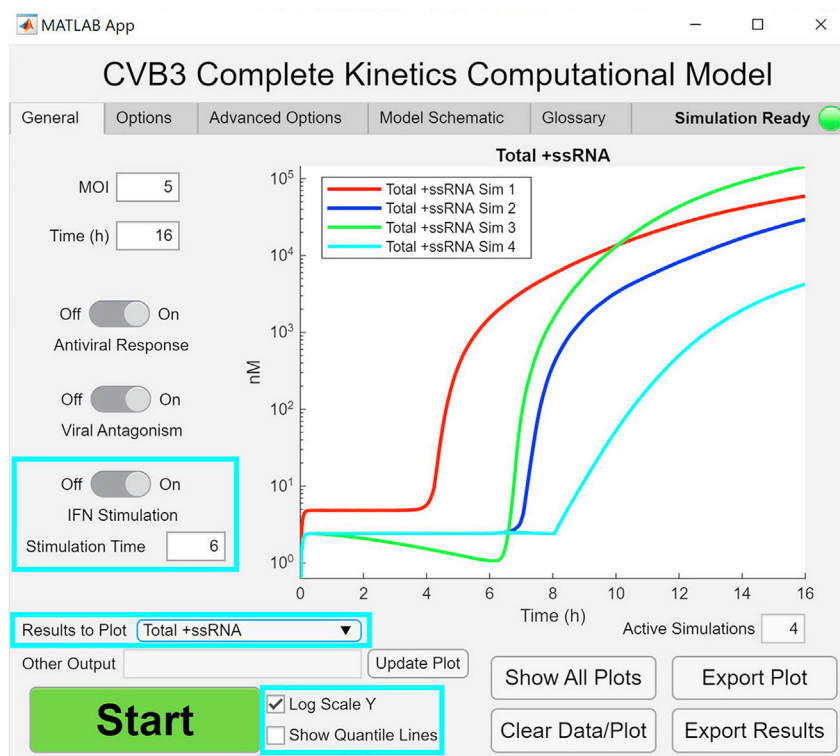 MATLAB App
CVB3 Complete Kinetics Computational Model
General Options Advanced Options Model Schematic Glossary Simulation Ready
MOI 5
Time (h) 16
Off On
Antiviral Response
Off On
Viral Antagonism
Off On
IFN Stimulation
Stimulation Time 6
Total +ssRNA
Total +ssRNA Sim 1
Total +ssRNA Sim 2
Total +ssRNA Sim 3
Total +ssRNA Sim 4
nM
10⁵
10⁴
10³
10²
10¹
10⁰
0 2 4 6 8 10 12 14 16
Time (h)
Results to Plot Total +ssRNA
Active Simulations 4
Other Output Update Plot
Start
Log Scale Y
Show Quantile Lines
Show All Plots Export Plot
Clear Data/Plot Export Results